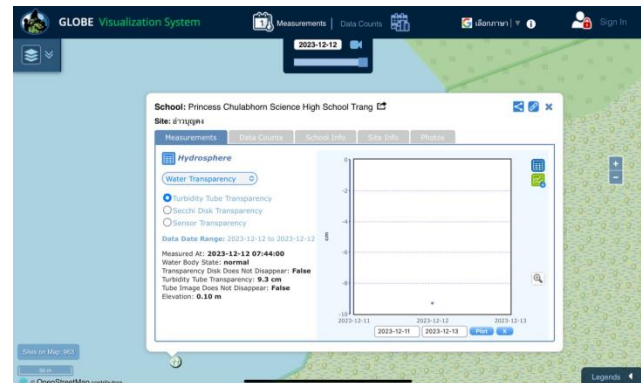 GLOBE Visualization System
Measurements | Data Counts
เลือกภาษา | ▼
Sign In
2023-12-12
School: Princess Chulabhorn Science High School Trang
Site: อ่าวบุญคง
Measurements
Data Counts
School Info
Site Info
Photos
Hydrosphere
Water Transparency
Turbidity Tube Transparency
Secchi Disk Transparency
Sensor Transparency
Data Date Range: 2023-12-12 to 2023-12-12
Measured At: 2023-12-12 07:44:00
Water Body State: normal
Transparency Disk Does Not Disappear: False
Turbidity Tube Transparency: 9.3 cm
Tube Image Does Not Disappear: False
Elevation: 0.10 m
cm
0
-2
-4
-6
-8
-10
2023-12-11
2023-12-12
2023-12-13
2023-12-11
2023-12-13
Plot
X
Sites on Map: 963
50 m
© OpenStreetMap contributors
Legends